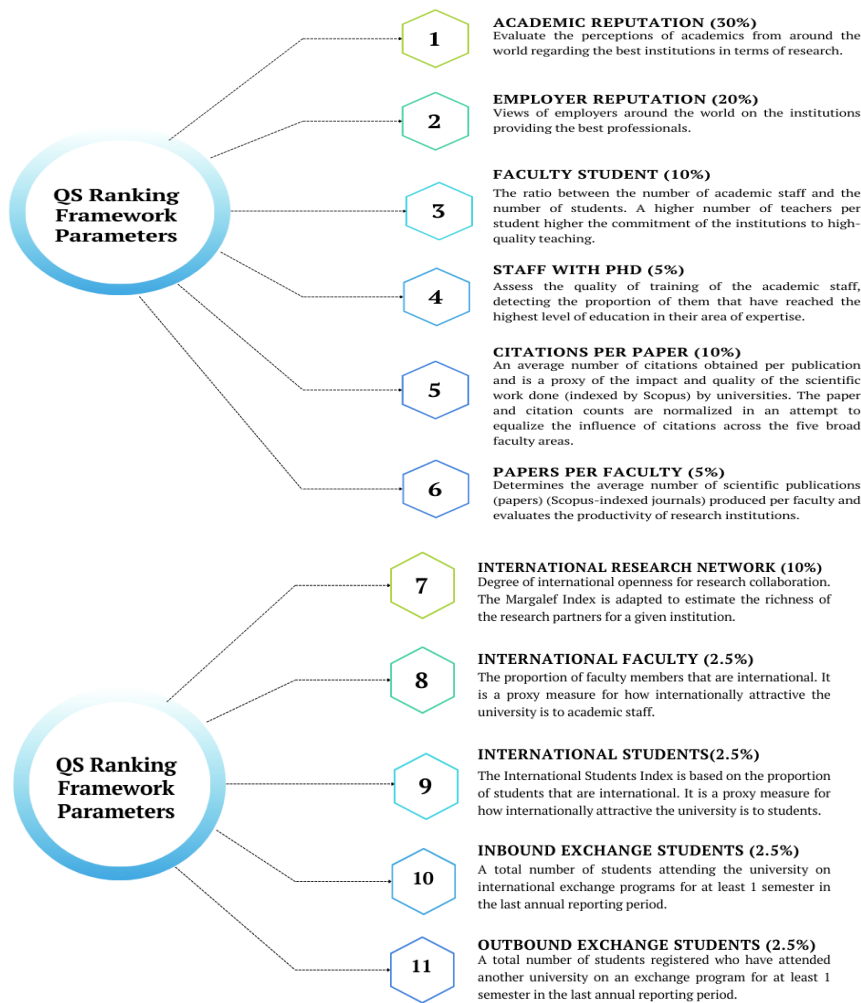 1
ACADEMIC REPUTATION (30%)
Evaluate the perceptions of academics from around the
world regarding the best institutions in terms of research.
2
EMPLOYER REPUTATION (20%)
Views of employers around the world on the institutions
providing the best professionals.
QS Ranking
Framework
Parameters
3
FACULTY STUDENT (10%)
The ratio between the number of academic staff and the
number of students. A higher number of teachers per
student higher the commitment of the institutions to high-
quality teaching.
4
STAFF WITH PHD (5%)
Assess the quality of training of the academic staff,
detecting the proportion of them that have reached the
highest level of education in their area of expertise.
5
CITATIONS PER PAPER (10%)
An average number of citations obtained per publication
and is a proxy of the impact and quality of the scientific
work done (indexed by Scopus) by universities. The paper
and citation counts are normalized in an attempt to
equalize the influence of citations across the five broad
faculty areas.
6
PAPERS PER FACULTY (5%)
Determines the average number of scientific publications
(papers) (Scopus-indexed journals) produced per faculty and
evaluates the productivity of research institutions.
7
INTERNATIONAL RESEARCH NETWORK (10%)
Degree of international openness for research collaboration.
The Margalef Index is adapted to estimate the richness of
the research partners for a given institution.
8
INTERNATIONAL FACULTY (2.5%)
The proportion of faculty members that are international. It
is a proxy measure for how internationally attractive the
university is to academic staff.
QS Ranking
Framework
Parameters
9
INTERNATIONAL STUDENTS(2.5%)
The International Students Index is based on the proportion
of students that are international. It is a proxy measure for
how internationally attractive the university is to students.
10
INBOUND EXCHANGE STUDENTS (2.5%)
A total number of students attending the university on
international exchange programs for at least 1 semester in
the last annual reporting period.
11
OUTBOUND EXCHANGE STUDENTS (2.5%)
A total number of students registered who have attended
another university on an exchange program for at least 1
semester in the last annual reporting period.